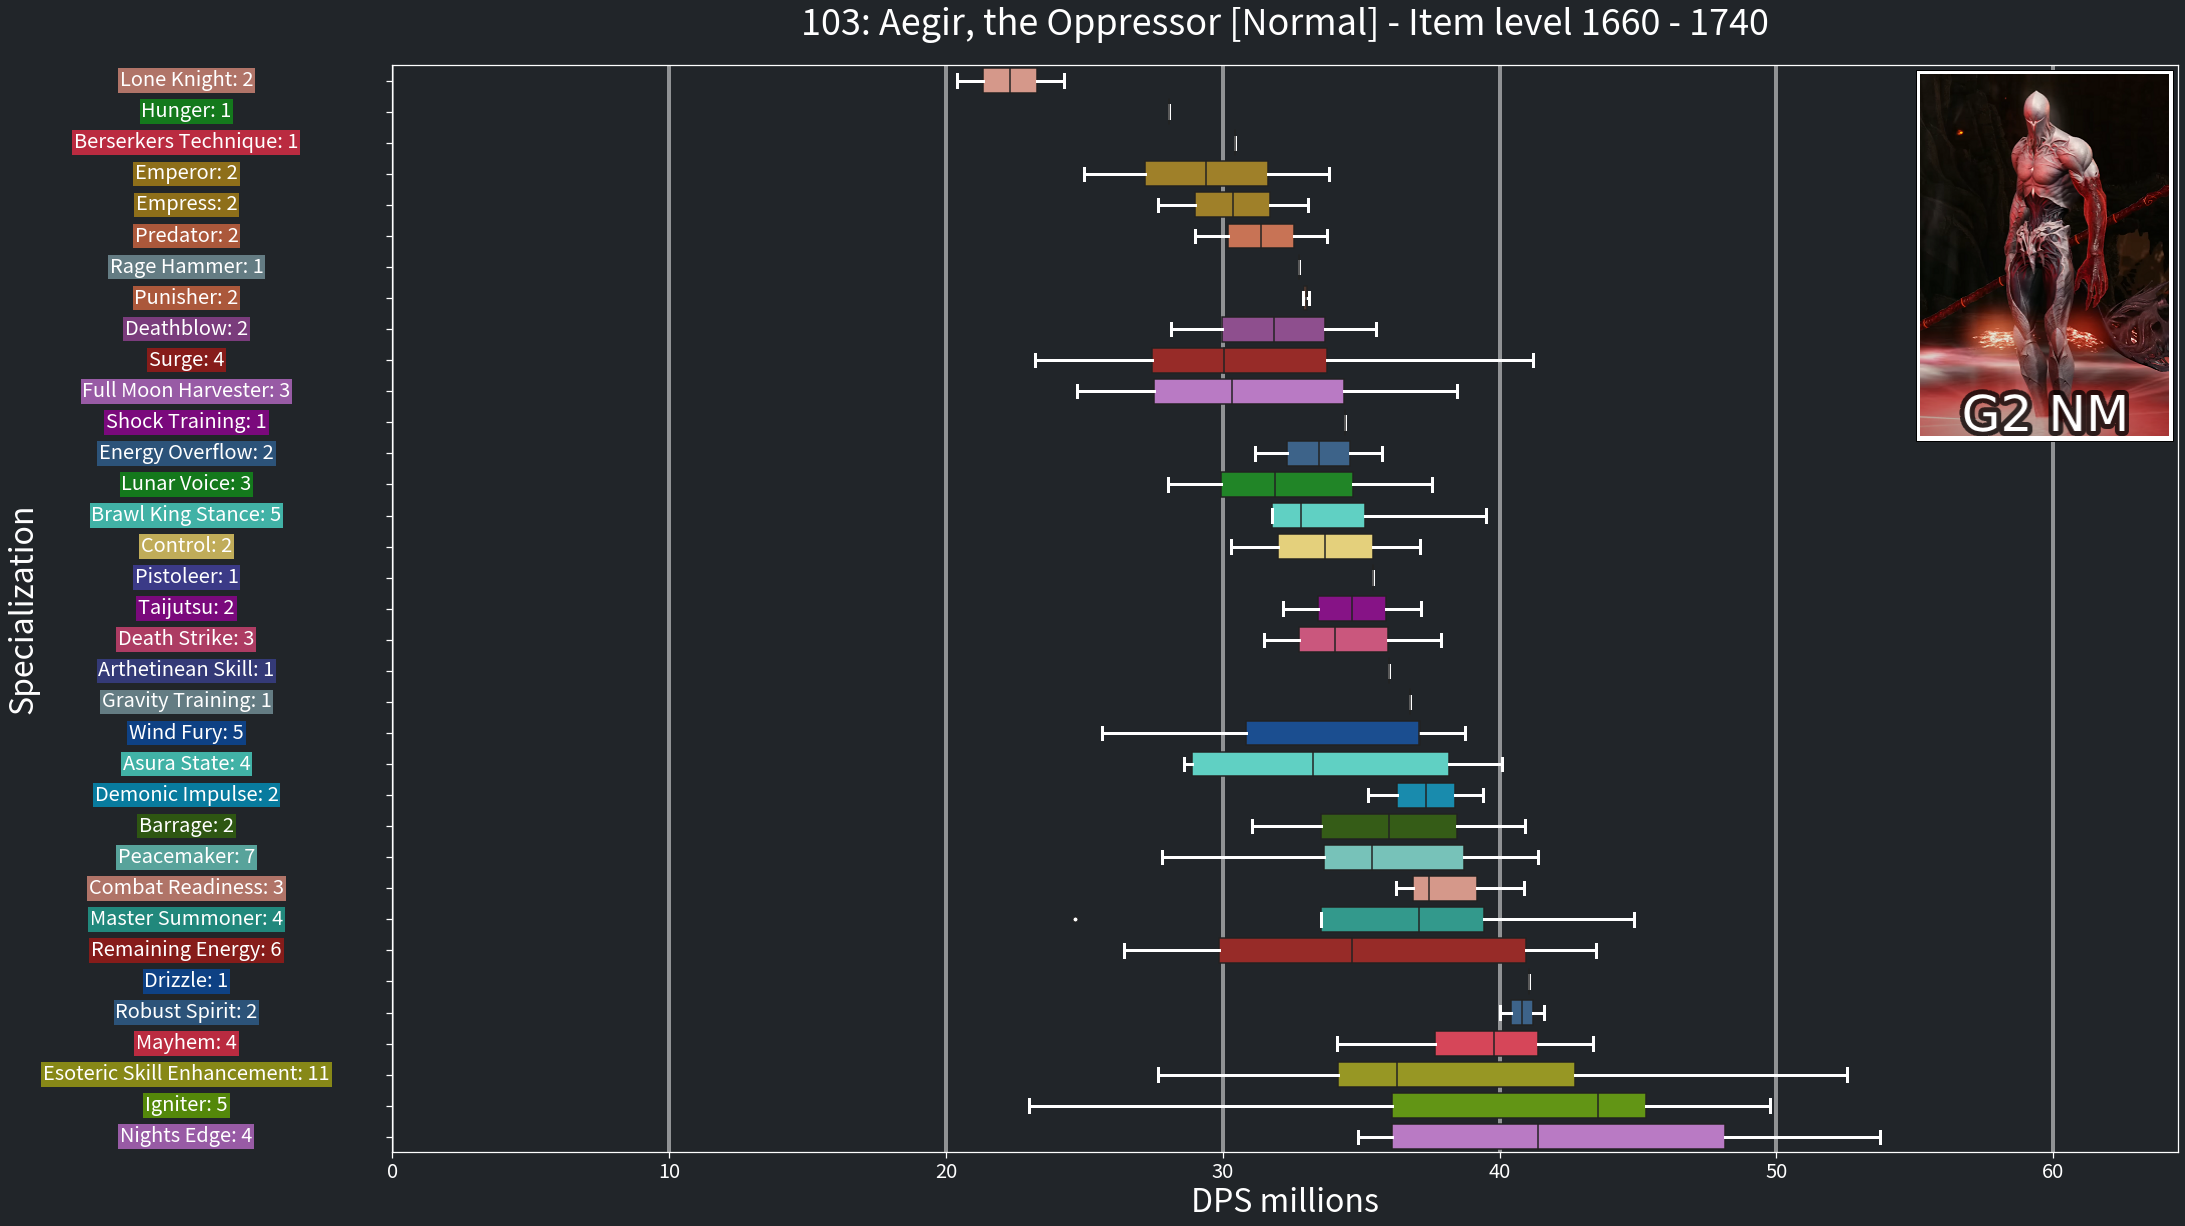 103: Aegir, the Oppressor [Normal] - Item level 1660 - 1740
Lone Knight: 2
Hunger: 1
Berserkers Technique: 1
Emperor: 2
Empress: 2
Predator: 2
Rage Hammer: 1
Punisher: 2
Deathblow: 2
Surge: 4
Full Moon Harvester: 3
Shock Training: 1
Energy Overflow: 2
Lunar Voice: 3
Brawl King Stance: 5
Control: 2
Pistoleer: 1
Taijutsu: 2
Death Strike: 3
Arthetinean Skill: 1
Gravity Training: 1
Wind Fury: 5
Asura State: 4
Demonic Impulse: 2
Barrage: 2
Peacemaker: 7
Combat Readiness: 3
Master Summoner: 4
Remaining Energy: 6
Drizzle: 1
Robust Spirit: 2
Mayhem: 4
Esoteric Skill Enhancement: 11
Igniter: 5
Nights Edge: 4
Specialization
G2 NM
0 10 20 30 40 50 60
DPS millions